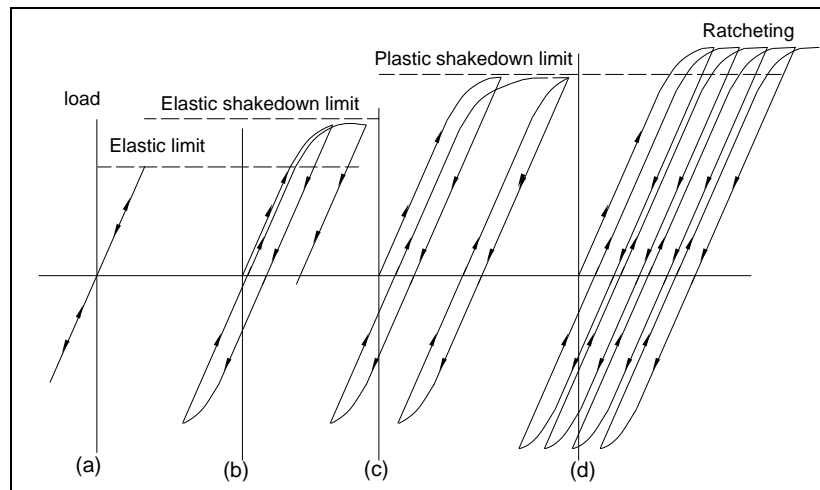 Ratcheting
Plastic shakedown limit
load
Elastic shakedown limit
Elastic limit
(a)
(b)
(c)
(d)